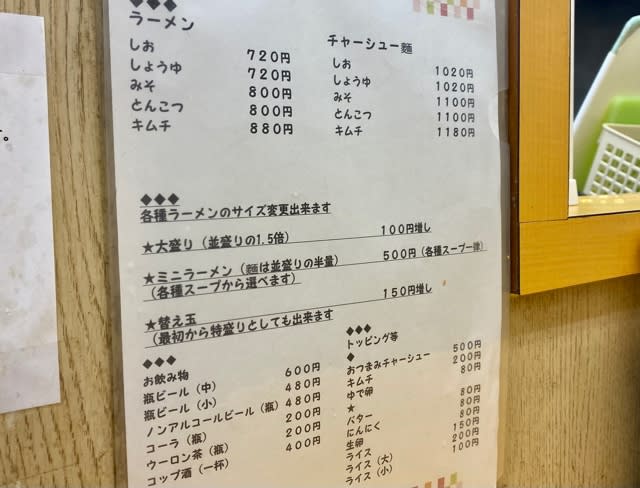 す。
◆◆◆
ラーメン
しお 720円
しょうゆ 720円
みそ 800円
とんこつ 800円
キムチ 880円
チャーシュー麺
しお 1020円
しょうゆ 1020円
みそ 1100円
とんこつ 1100円
キムチ 1180円
◆◆◆
各種ラーメンのサイズ変更出来ます
★大盛り（並盛りの1.5倍） 100円増し
★ミニラーメン（麺は並盛りの半量） 500円（各種スープ一律）
（各種スープから選べます）
★替え玉 150円増し
（最初から特盛りとしても出来ます
◆◆◆
お飲み物
瓶ビール（中） 600円
瓶ビール（小） 480円
ノンアルコールビール（瓶） 480円
コーラ（瓶） 200円
ウーロン茶（瓶） 200円
コップ酒（一杯） 400円
◆◆◆
トッピング等
◆
おつまみチャーシュー 500円
キムチ 200円
ゆで卵 80円
★
バター 80円
にんにく 80円
生卵 80円
ライス 150円
ライス（大） 200円
ライス（小） 100円